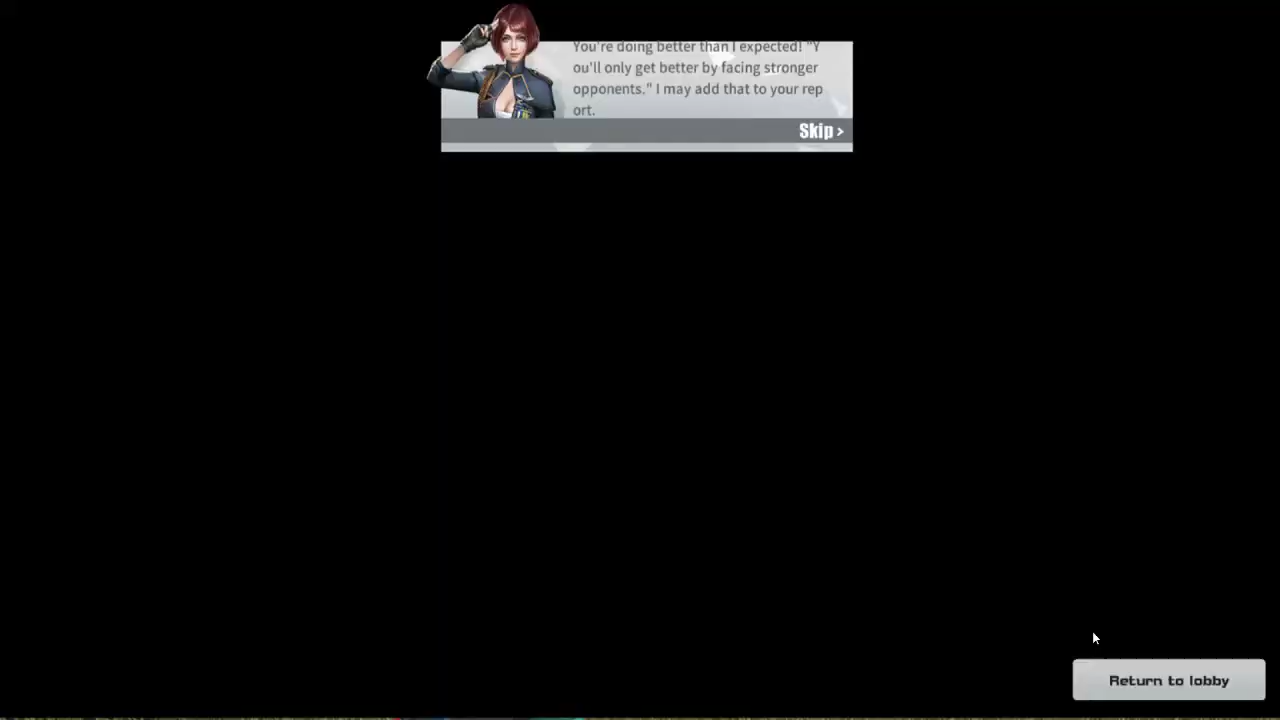 You're doing better than I expected! "Y
ou'll only get better by facing stronger
opponents." I may add that to your rep
ort.
Skip >
Return to lobby